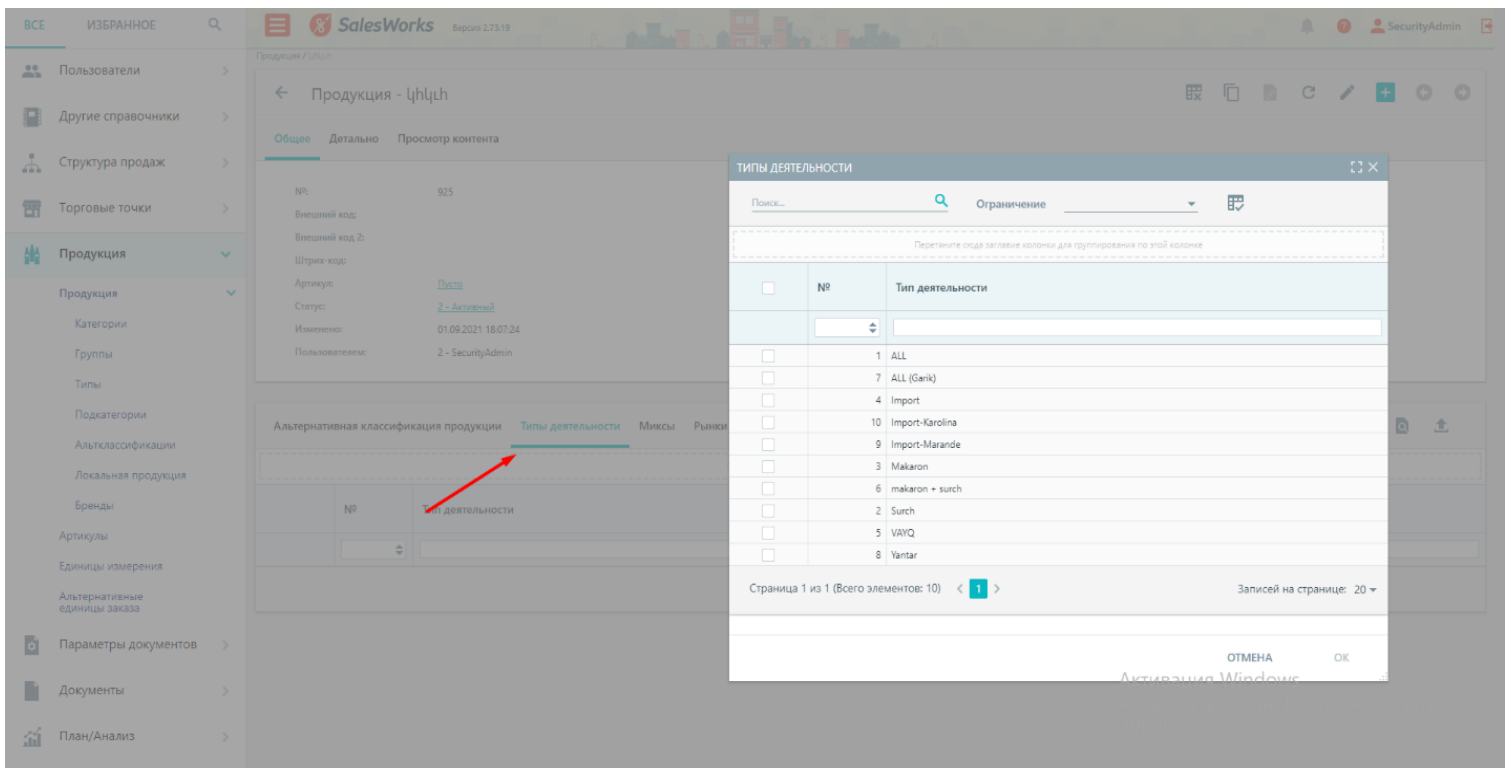 ВСЕ ИЗБРАННОЕ
SalesWorks Версия 2.73.19
SecurityAdmin
Продукция /
Пользователи
Продукция - կիկւհ
Другие справочники
Общее Детально Просмотр контента
Структура продаж
ТИПЫ ДЕЯТЕЛЬНОСТИ
№: 925
Поиск... Ограничение
Торговые точки
Внешний код:
Внешний код 2:
Перетяните сюда заглавие колонки для группирования по этой колонке
Продукция
Штрих-код:
Артикул: Пусто
№ Тип деятельности
Продукция
Статус: 2 - Активный
Категории
Изменено: 01.09.2021 18:07:24
Группы
Пользователем: 2 - SecurityAdmin
1 ALL
7 ALL (Garik)
Типы
4 Import
Подкатегории
10 Import-Karolina
Альтернативная классификация продукции Типы деятельности Миксы Рынки
Альтклассификации
9 Import-Marande
3 Makaron
Локальная продукция
6 makaron + surch
Бренды
№ Тип деятельности
2 Surch
Артикулы
5 VAYQ
8 Yantar
Единицы измерения
Страница 1 из 1 (Всего элементов: 10) < 1 > Записей на странице: 20
Альтернативные
единицы заказа
Параметры документов
ОТМЕНА ОК
Активация Windows
Документы
План/Анализ